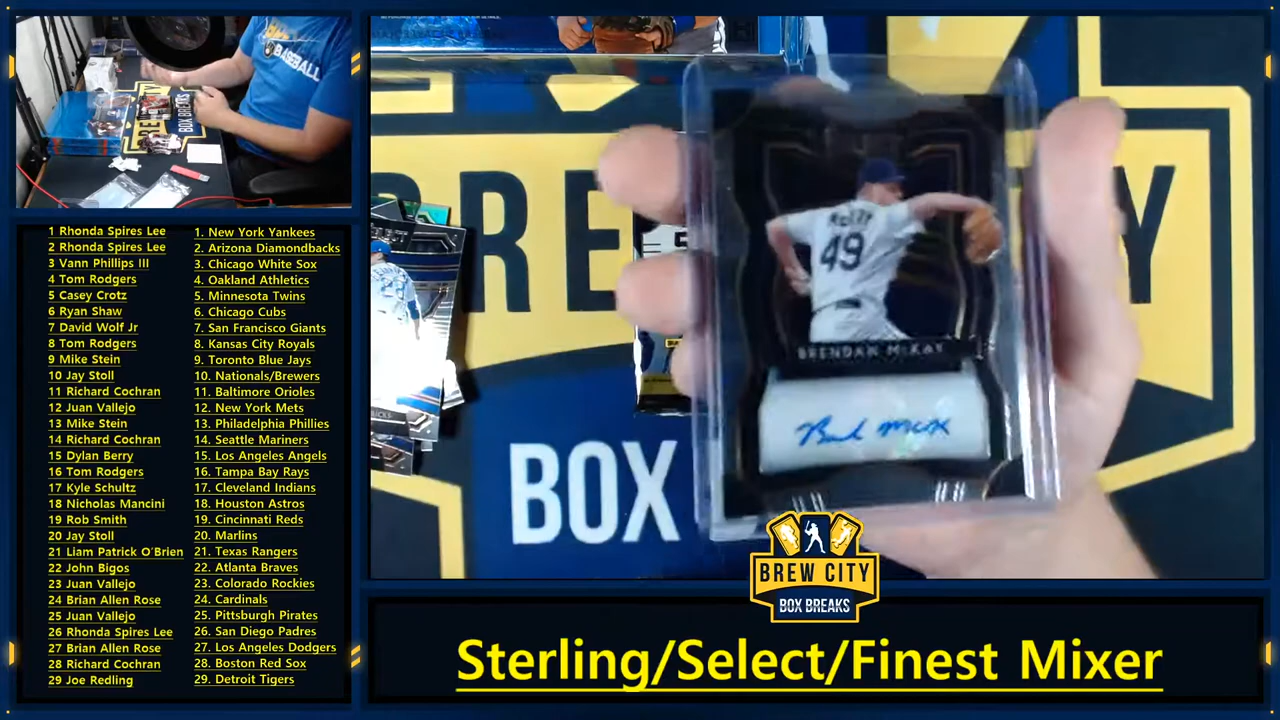 BASEBALL
BREW
BOX BREAKS
1 Rhonda Spires Lee
2 Rhonda Spires Lee
3 Vann Phillips III
4 Tom Rodgers
5 Casey Crotz
6 Ryan Shaw
7 David Wolf Jr
8 Tom Rodgers
9 Mike Stein
10 Jay Stoll
11 Richard Cochran
12 Juan Vallejo
13 Mike Stein
14 Richard Cochran
15 Dylan Berry
16 Tom Rodgers
17 Kyle Schultz
18 Nicholas Mancini
19 Rob Smith
20 Jay Stoll
21 Liam Patrick O'Brien
22 John Bigos
23 Juan Vallejo
24 Brian Allen Rose
25 Juan Vallejo
26 Rhonda Spires Lee
27 Brian Allen Rose
28 Richard Cochran
29 Joe Redling
1. New York Yankees
2. Arizona Diamondbacks
3. Chicago White Sox
4. Oakland Athletics
5. Minnesota Twins
6. Chicago Cubs
7. San Francisco Giants
8. Kansas City Royals
9. Toronto Blue Jays
10. Nationals/Brewers
11. Baltimore Orioles
12. New York Mets
13. Philadelphia Phillies
14. Seattle Mariners
15. Los Angeles Angels
16. Tampa Bay Rays
17. Cleveland Indians
18. Houston Astros
19. Cincinnati Reds
20. Marlins
21. Texas Rangers
22. Atlanta Braves
23. Colorado Rockies
24. Cardinals
25. Pittsburgh Pirates
26. San Diego Padres
27. Los Angeles Dodgers
28. Boston Red Sox
29. Detroit Tigers
McKAY
49
BRENDAN McKAY
BOX
BREW CITY
BOX BREAKS
Sterling/Select/Finest Mixer